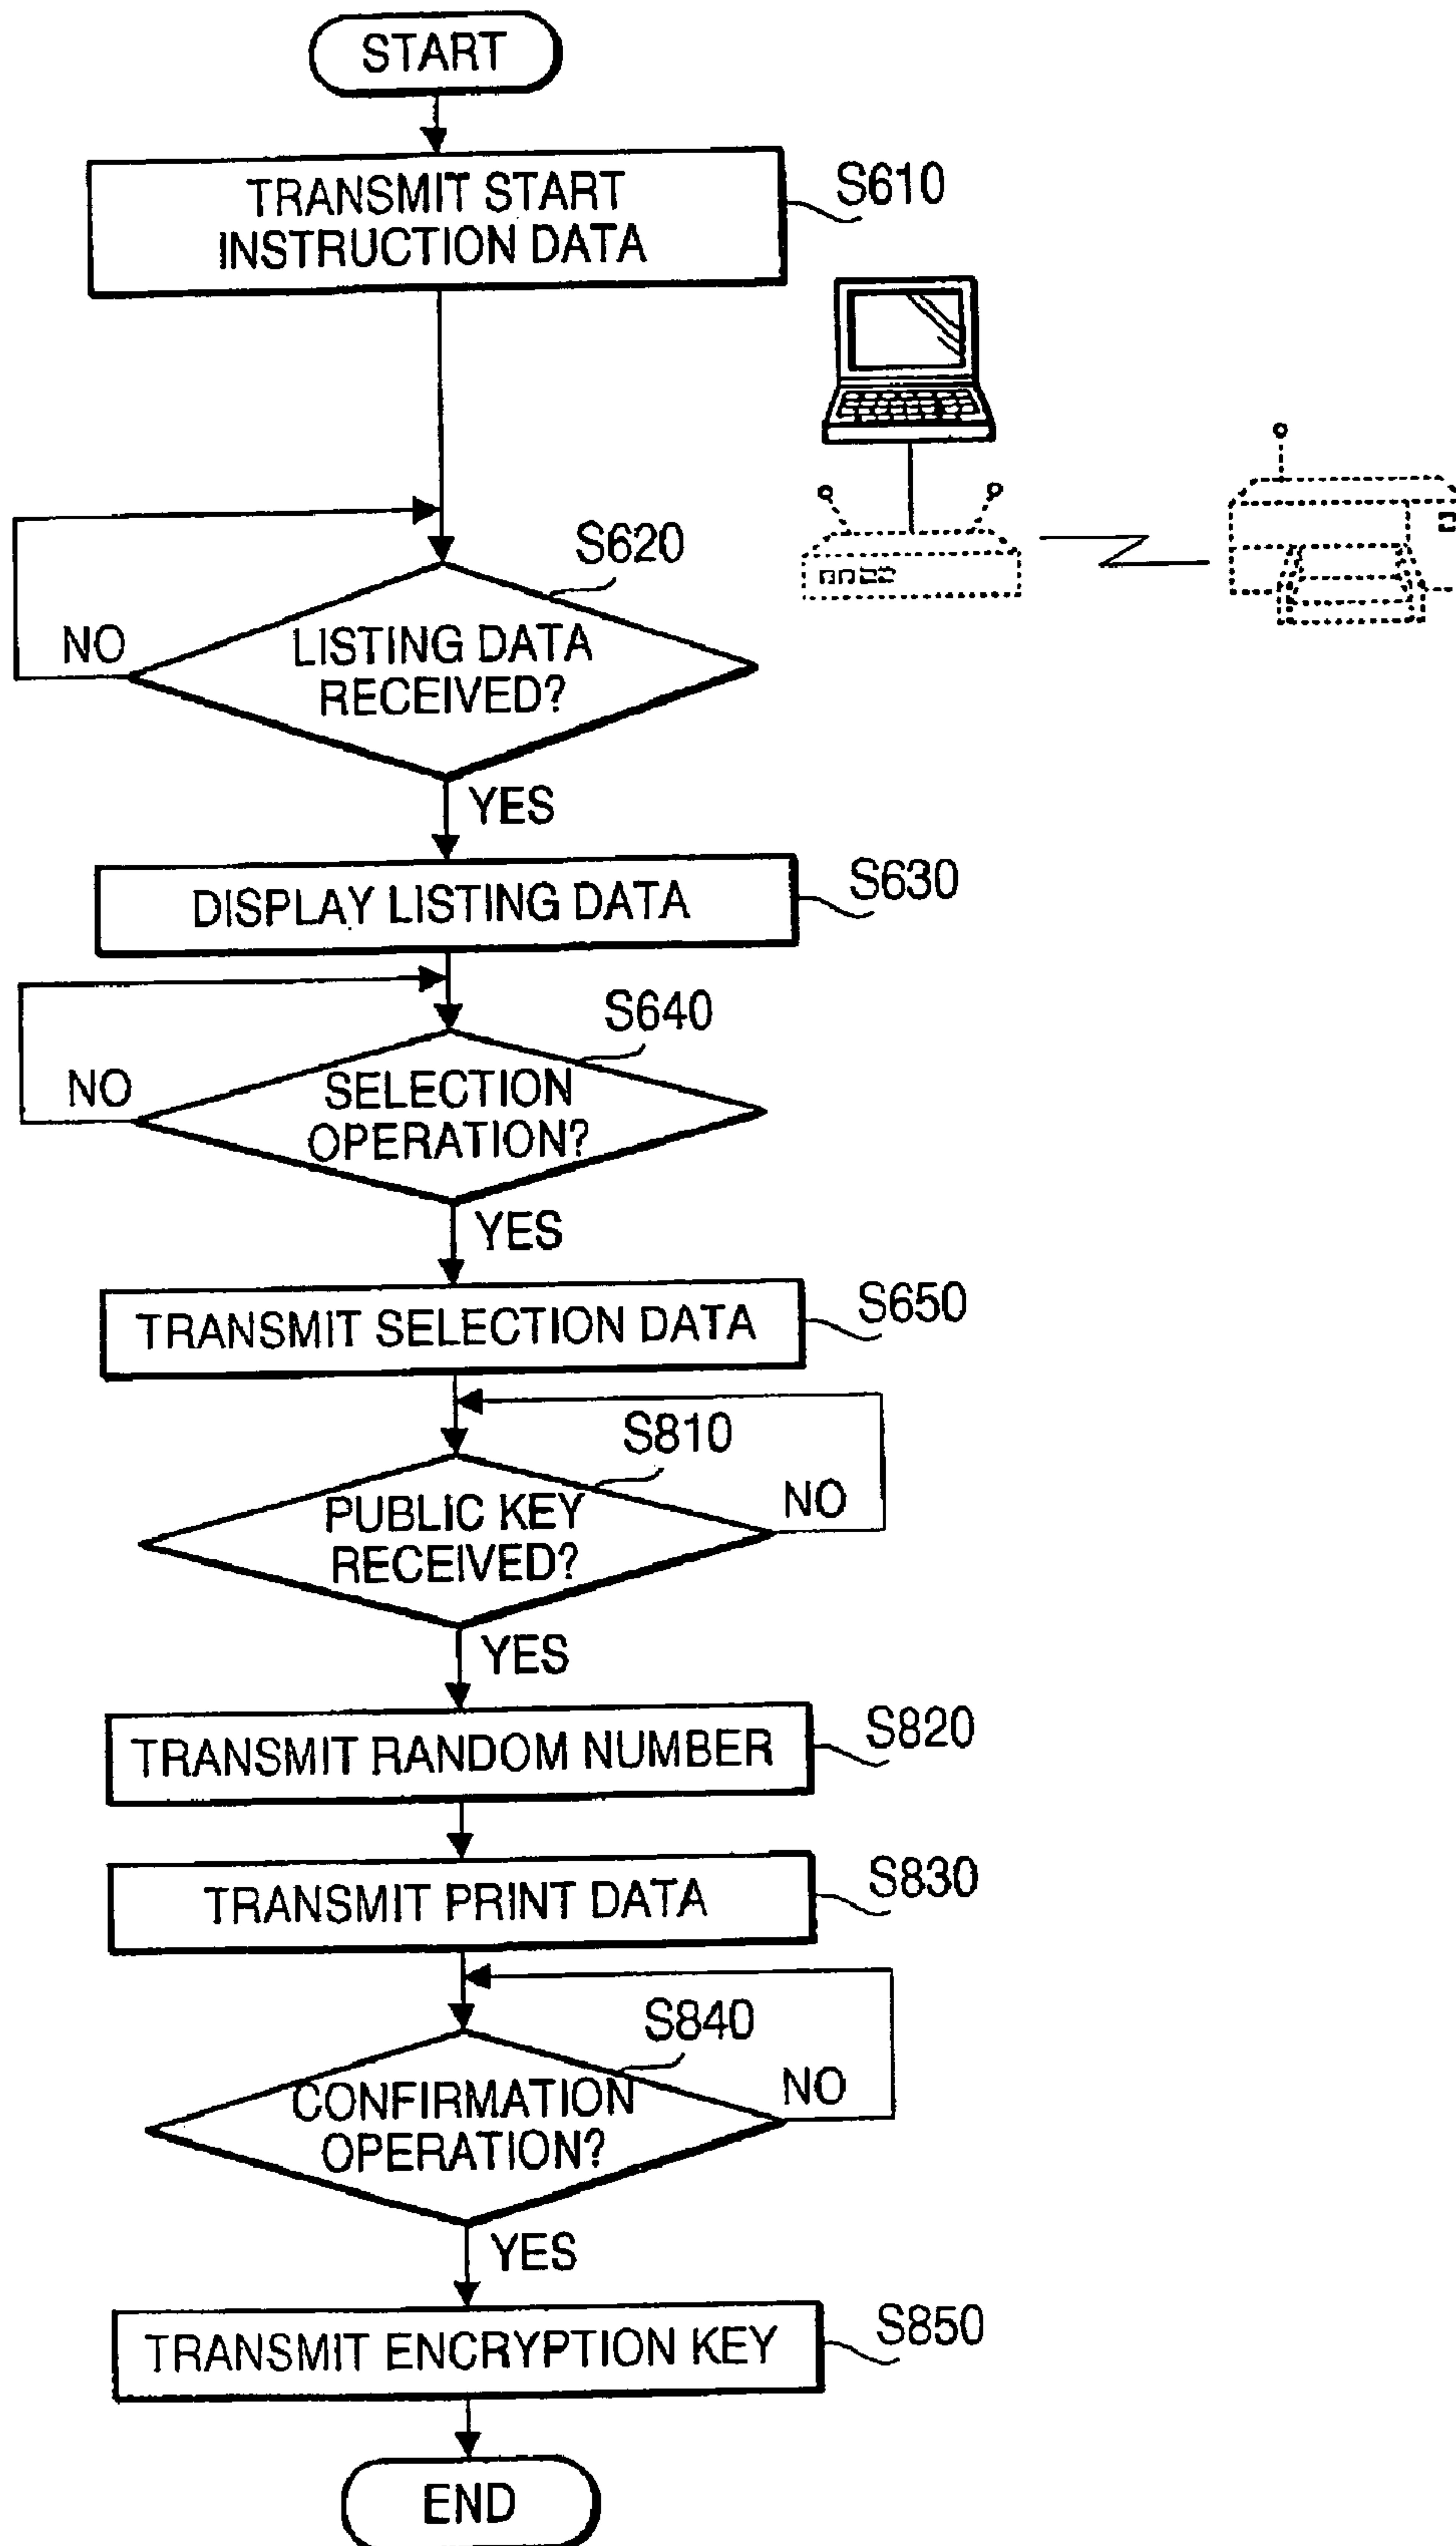 START
TRANSMIT START
INSTRUCTION DATA
S610
S620
LISTING DATA
RECEIVED?
NO
YES
DISPLAY LISTING DATA
S630
S640
SELECTION
OPERATION?
NO
YES
TRANSMIT SELECTION DATA
S650
S810
PUBLIC KEY
RECEIVED?
NO
YES
TRANSMIT RANDOM NUMBER
S820
TRANSMIT PRINT DATA
S830
S840
CONFIRMATION
OPERATION?
NO
YES
TRANSMIT ENCRYPTION KEY
S850
END